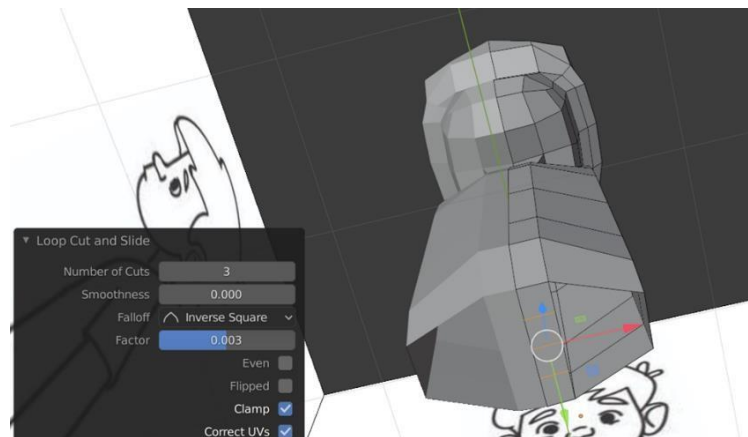 Loop Cut and Slide
Number of Cuts 3
Smoothness 0.000
Falloff Inverse Square
Factor 0.003
Even
Flipped
Clamp
Correct UVs